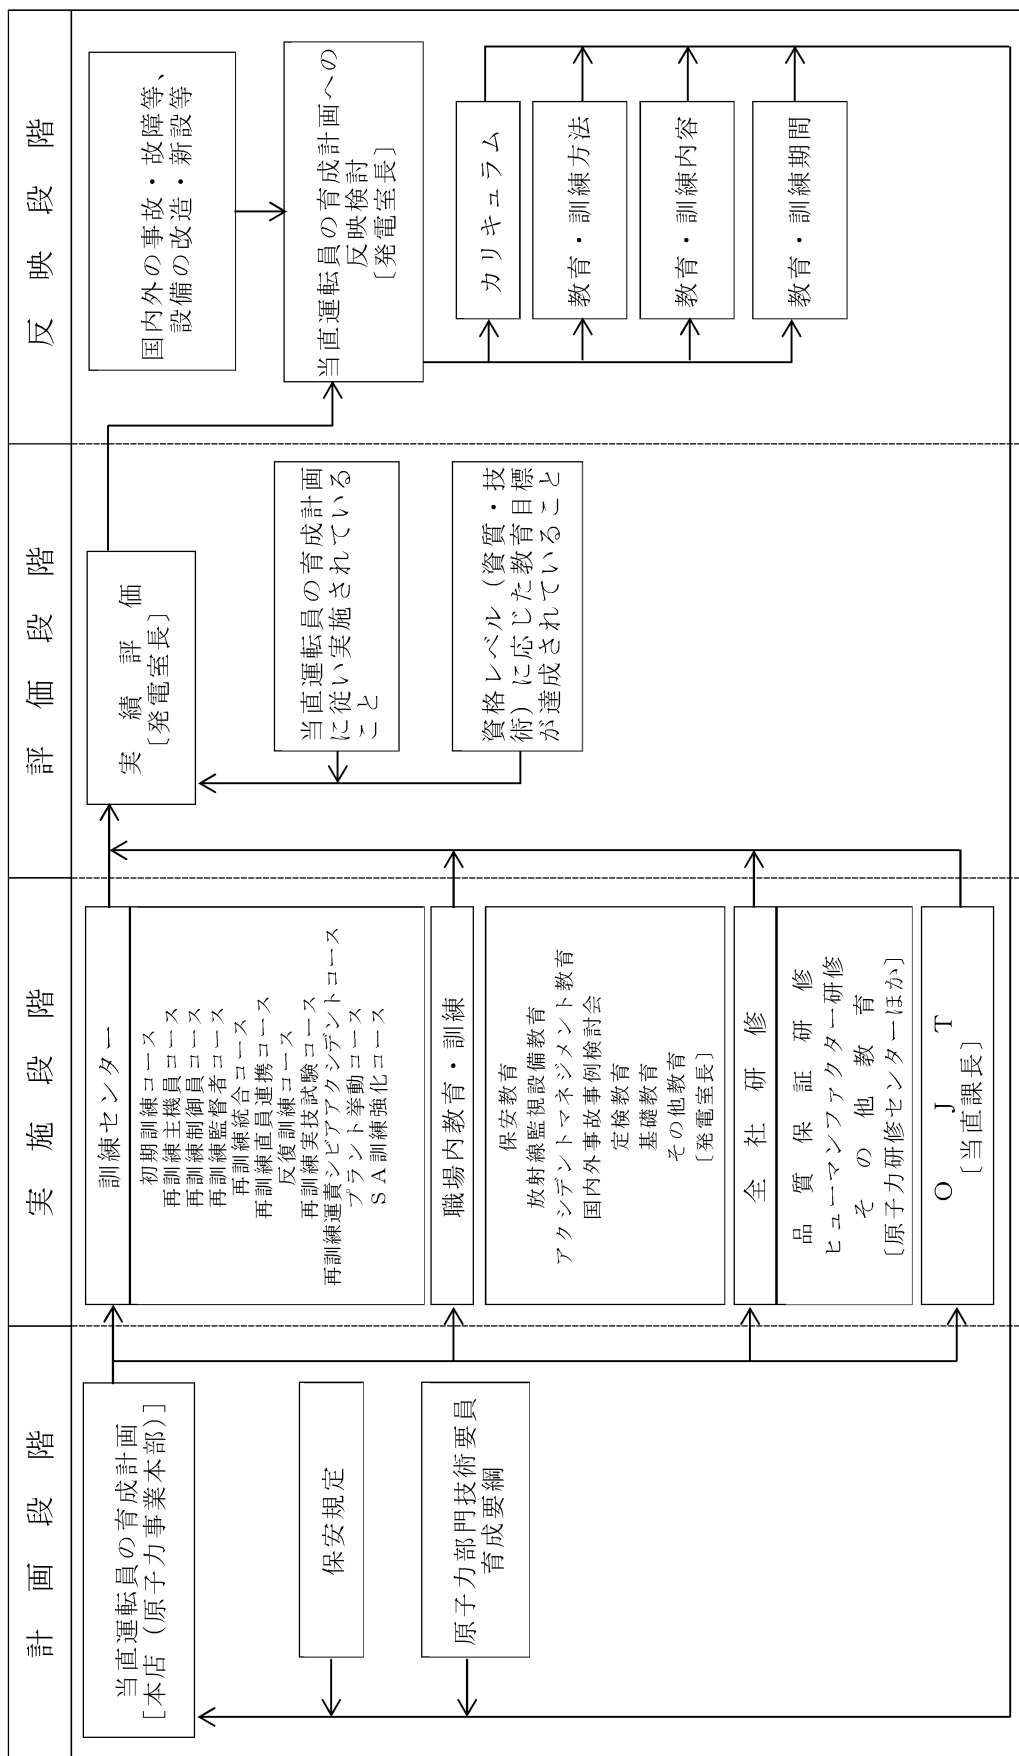 計画段階
当直運転員の育成計画
[本店（原子力事業本部）]
保安規定
原子力部門技術要員
育成要綱
実施段階
訓練センター
初期訓練コース
再訓練主機員コース
再訓練制御員コース
再訓練監督者コース
再訓練統合コース
再訓練直員連携コース
反復訓練コース
再訓練実技試験コース
再訓練運責シビアアクシデントコース
プラント挙動コース
ＳＡ訓練強化コース
職場内教育・訓練
保安教育
放射線監視設備教育
アクシデントマネジメント教育
国内外事故事例検討会
定検教育
基礎教育
その他教育
〔発電室長〕
全社研修
品質保証研修
ヒューマンファクター研修
その他教育
〔原子力研修センターほか〕
ＯＪＴ
〔当直課長〕
評価段階
実績評価
〔発電室長〕
当直運転員の育成計画
に従い実施されている
こと
資格レベル（資質・技
術）に応じた教育目標
が達成されていること
反映段階
国内外の事故・故障等、
設備の改造・新設等
当直運転員の育成計画への
反映検討
〔発電室長〕
カリキュラム
教育・訓練方法
教育・訓練内容
教育・訓練期間